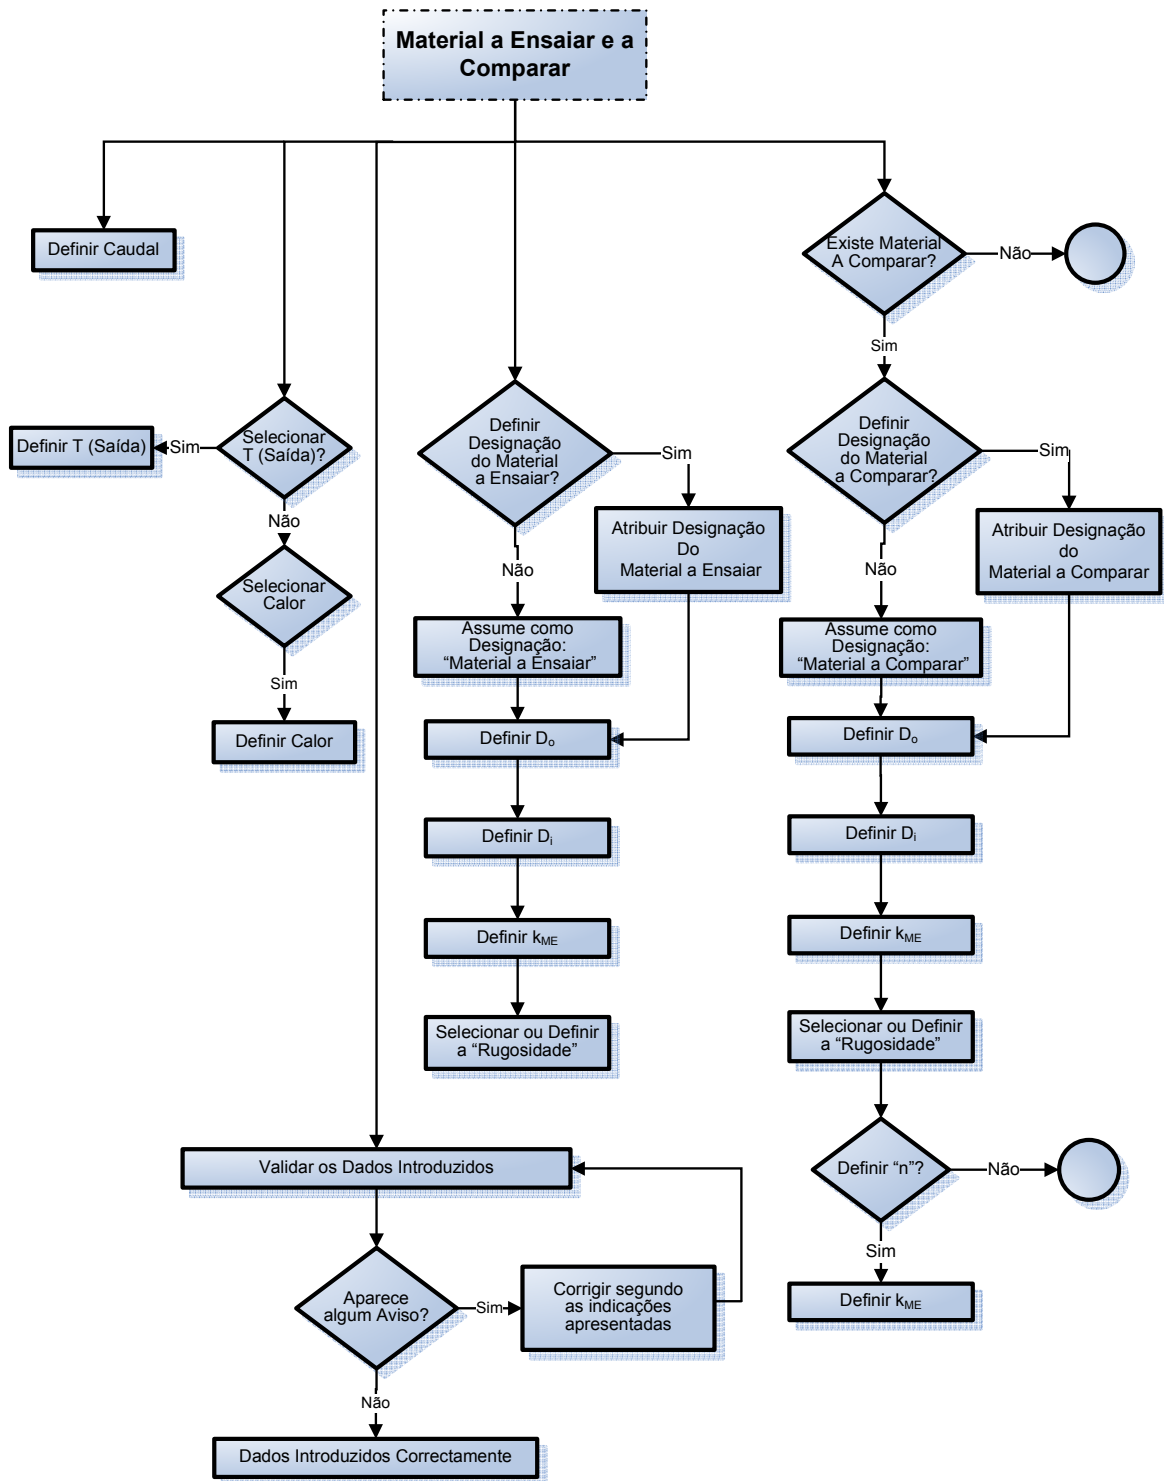 Material a Ensaiar e a
Comparar
Definir Caudal
Existe Material
A Comparar?
Não
Sim
Definir T (Saída)
Sim
Selecionar
T (Saída)?
Não
Selecionar
Calor
Sim
Definir Calor
Definir
Designação
do Material
a Ensaiar?
Sim
Atribuir Designação
Do
Material a Ensaiar
Não
Assume como
Designação:
“Material a Ensaiar”
Definir Do
Definir Di
Definir kME
Selecionar ou Definir
a “Rugosidade”
Definir
Designação
do Material
a Comparar?
Sim
Atribuir Designação
do
Material a Comparar
Não
Assume como
Designação:
“Material a Comparar”
Definir Do
Definir Di
Definir kME
Selecionar ou Definir
a “Rugosidade”
Definir “n”?
Não
Sim
Definir kME
Validar os Dados Introduzidos
Aparece
algum Aviso?
Sim
Corrigir segundo
as indicações
apresentadas
Não
Dados Introduzidos Correctamente